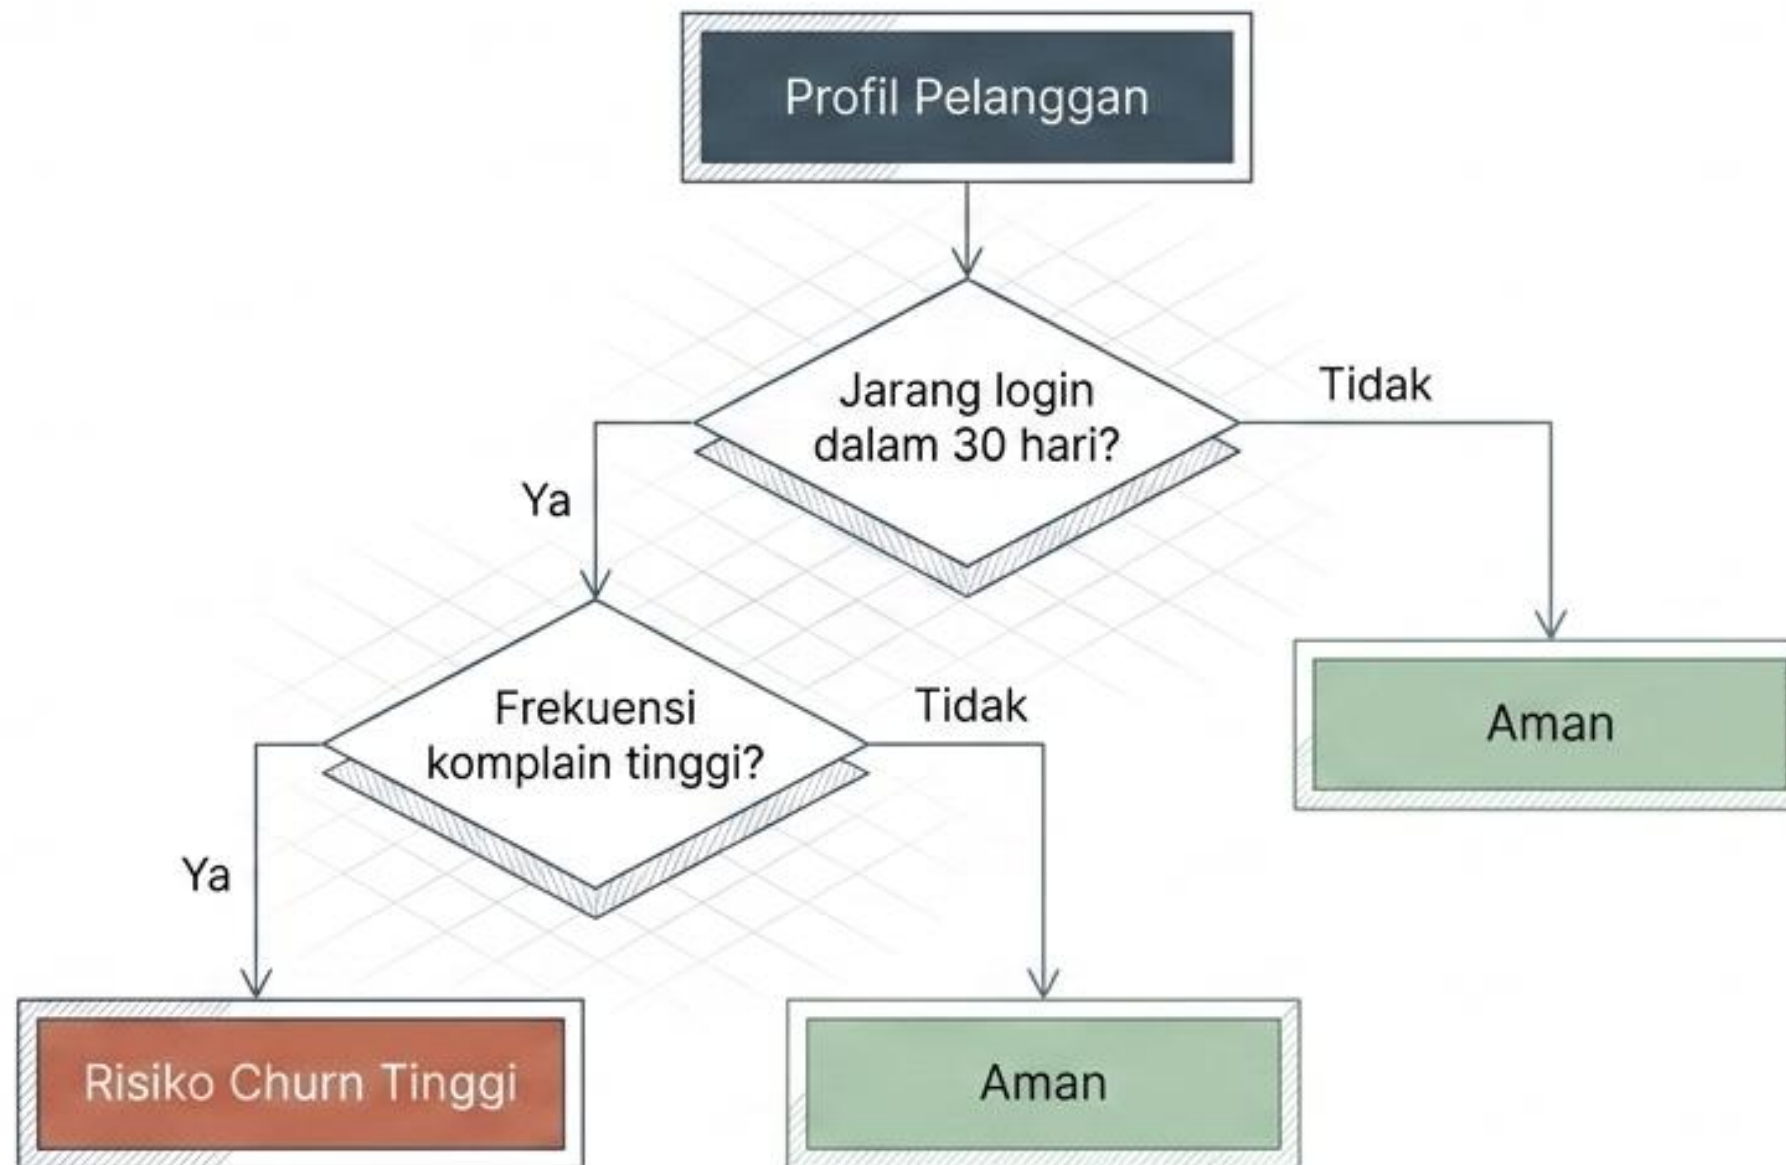 Profil Pelanggan
Jarang login
dalam 30 hari?
Tidak
Ya
Frekuensi
komplain tinggi?
Tidak
Aman
Ya
Risiko Churn Tinggi
Aman